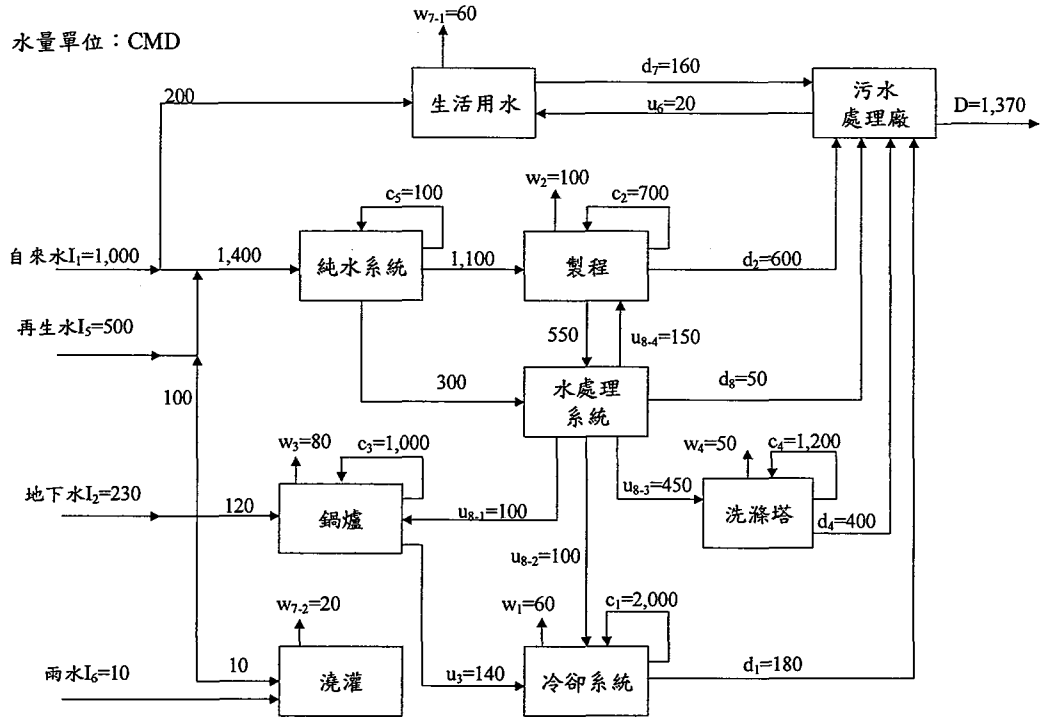 水量單位：CMD
w₇₋₁=60
200
生活用水
d₇=160
u₆=20
污水
處理廠
D=1,370
自來水I₁=1,000
1,400
c₅=100
純水系統
1,100
w₂=100
c₂=700
製程
d₂=600
再生水I₅=500
100
300
550
u₈₋₄=150
水處理
系統
d₈=50
w₃=80
c₃=1,000
地下水I₂=230
120
鍋爐
u₈₋₁=100
u₈₋₃=450
w₄=50
c₄=1,200
洗滌塔
d₄=400
u₈₋₂=100
w₇₋₂=20
10
雨水I₆=10
澆灌
u₃=140
w₁=60
c₁=2,000
冷卻系統
d₁=180